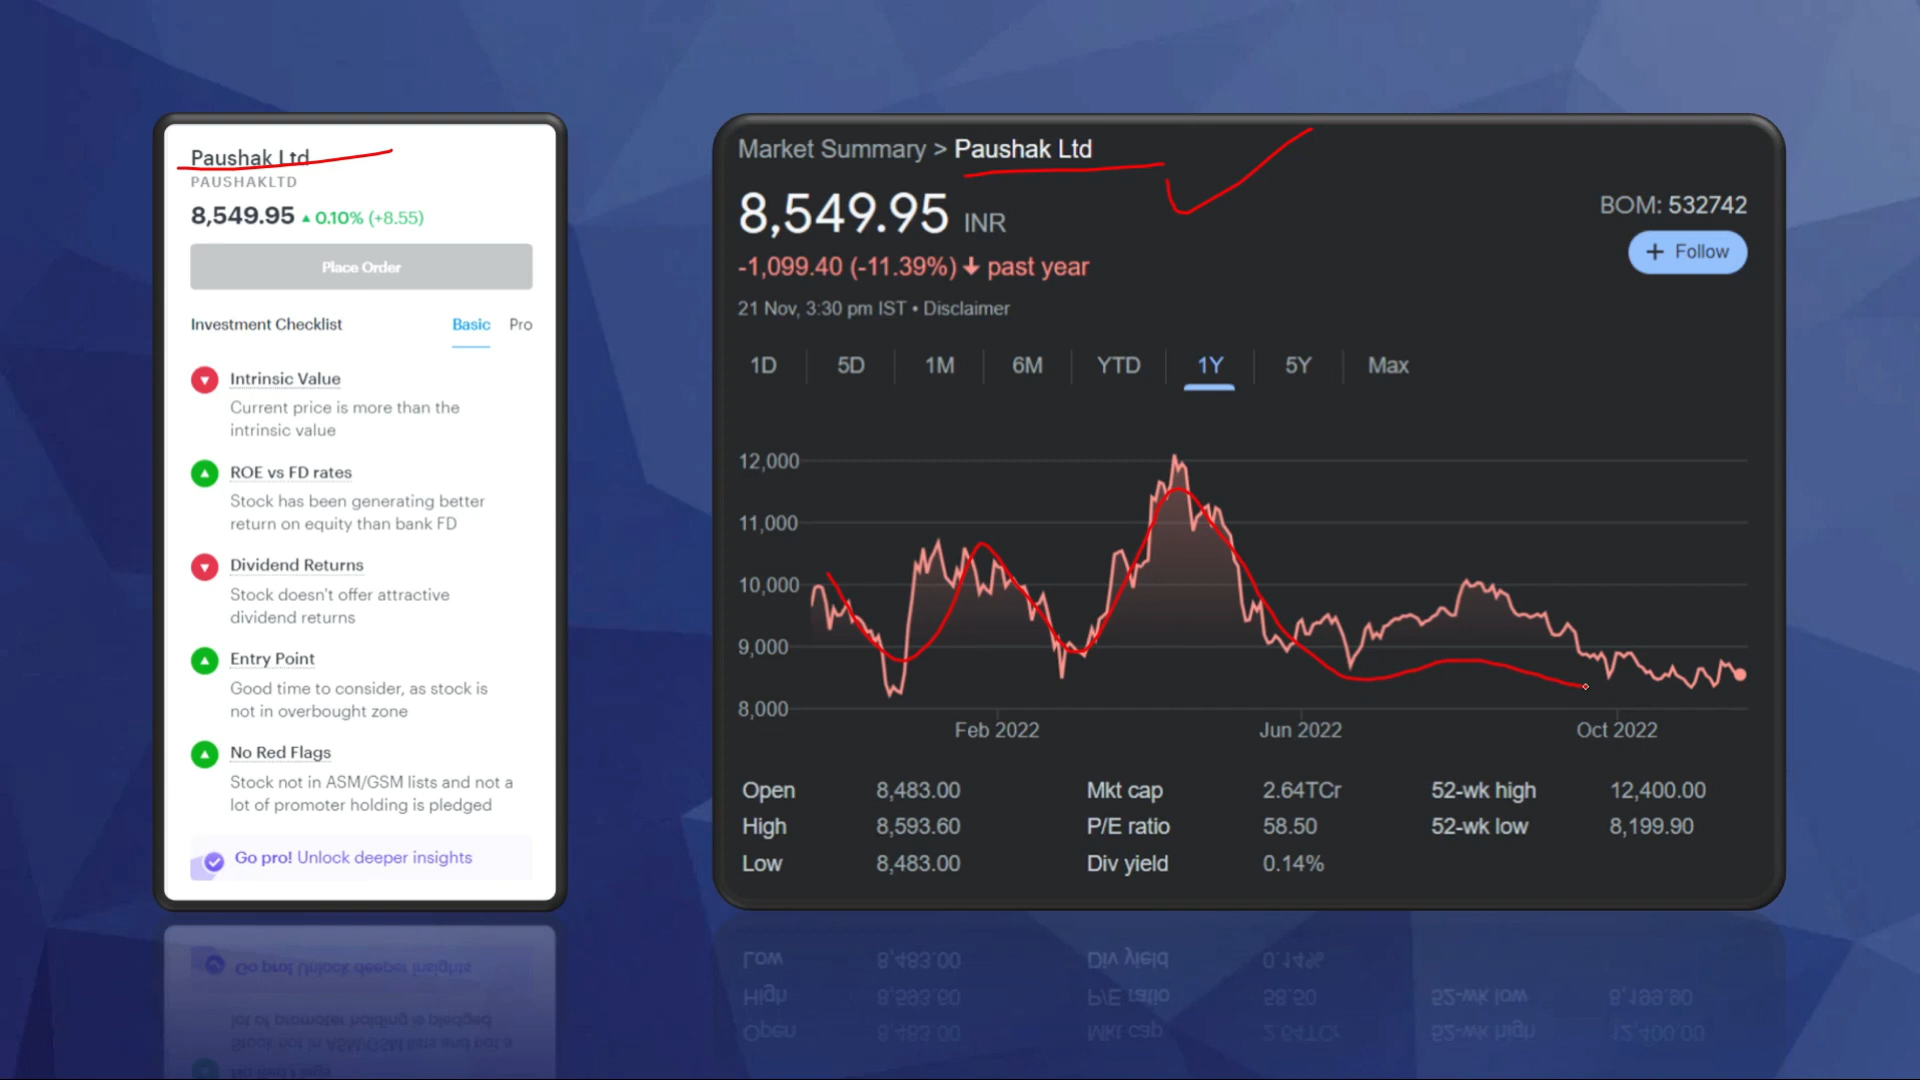 Paushak Ltd
PAUSHAKLTD
8,549.95 ▲ 0.10% (+8.55)
Place Order
Investment Checklist Basic Pro
Intrinsic Value
Current price is more than the
intrinsic value
ROE vs FD rates
Stock has been generating better
return on equity than bank FD
Dividend Returns
Stock doesn't offer attractive
dividend returns
Entry Point
Good time to consider, as stock is
not in overbought zone
No Red Flags
Stock not in ASM/GSM lists and not a
lot of promoter holding is pledged
Go pro! Unlock deeper insights
Market Summary > Paushak Ltd
8,549.95 INR
BOM: 532742
+ Follow
-1,099.40 (-11.39%) ↓ past year
21 Nov, 3:30 pm IST • Disclaimer
1D 5D 1M 6M YTD 1Y 5Y Max
12,000
11,000
10,000
9,000
8,000
Feb 2022 Jun 2022 Oct 2022
Open 8,483.00 Mkt cap 2.64TCr 52-wk high 12,400.00
High 8,593.60 P/E ratio 58.50 52-wk low 8,199.90
Low 8,483.00 Div yield 0.14%